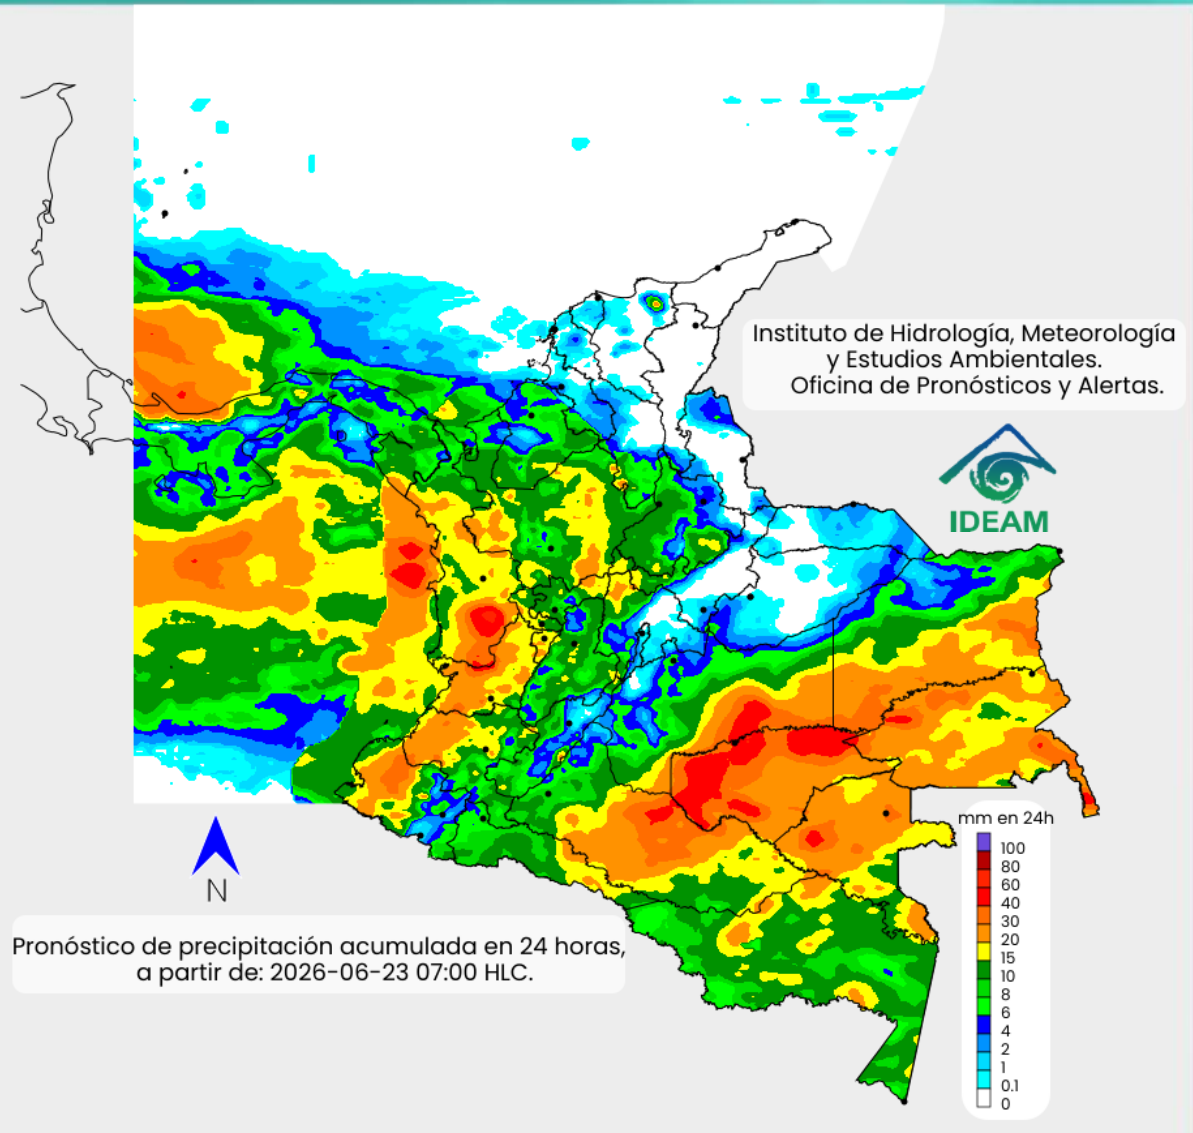 Instituto de Hidrología, Meteorología
y Estudios Ambientales.
Oficina de Pronósticos y Alertas.
IDEAM
mm en 24h
100
80
60
40
30
20
15
10
8
6
4
2
1
0.1
0
N
Pronóstico de precipitación acumulada en 24 horas,
a partir de: 2026-06-23 07:00 HLC.